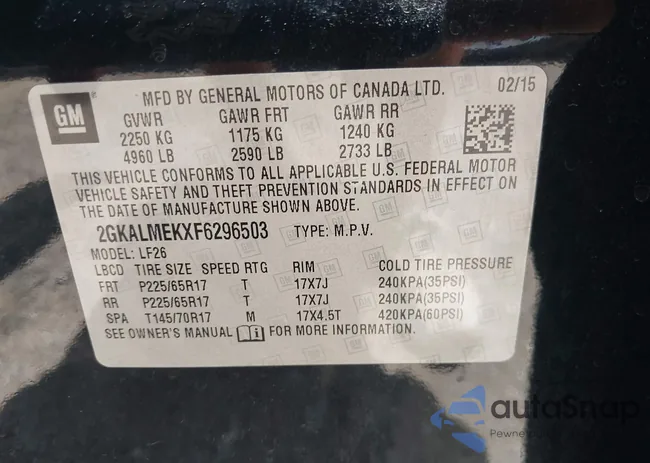 MFD BY GENERAL MOTORS OF CANADA LTD. 02/15
GM
GVWR GAWR FRT GAWR RR
2250 KG 1175 KG 1240 KG
4960 LB 2590 LB 2733 LB
THIS VEHICLE CONFORMS TO ALL APPLICABLE U.S. FEDERAL MOTOR
VEHICLE SAFETY AND THEFT PREVENTION STANDARDS IN EFFECT ON
THE DATE OF MANUFACTURE SHOWN ABOVE.
2GKALMEKXF6296503 TYPE: M.P.V.
MODEL: LF26
LBCD TIRE SIZE SPEED RTG RIM COLD TIRE PRESSURE
FRT P225/65R17 T 17X7J 240KPA(35PSI)
RR P225/65R17 T 17X7J 240KPA(35PSI)
SPA T145/70R17 M 17X4.5T 420KPA(60PSI)
SEE OWNER'S MANUAL FOR MORE INFORMATION.
autoSnap